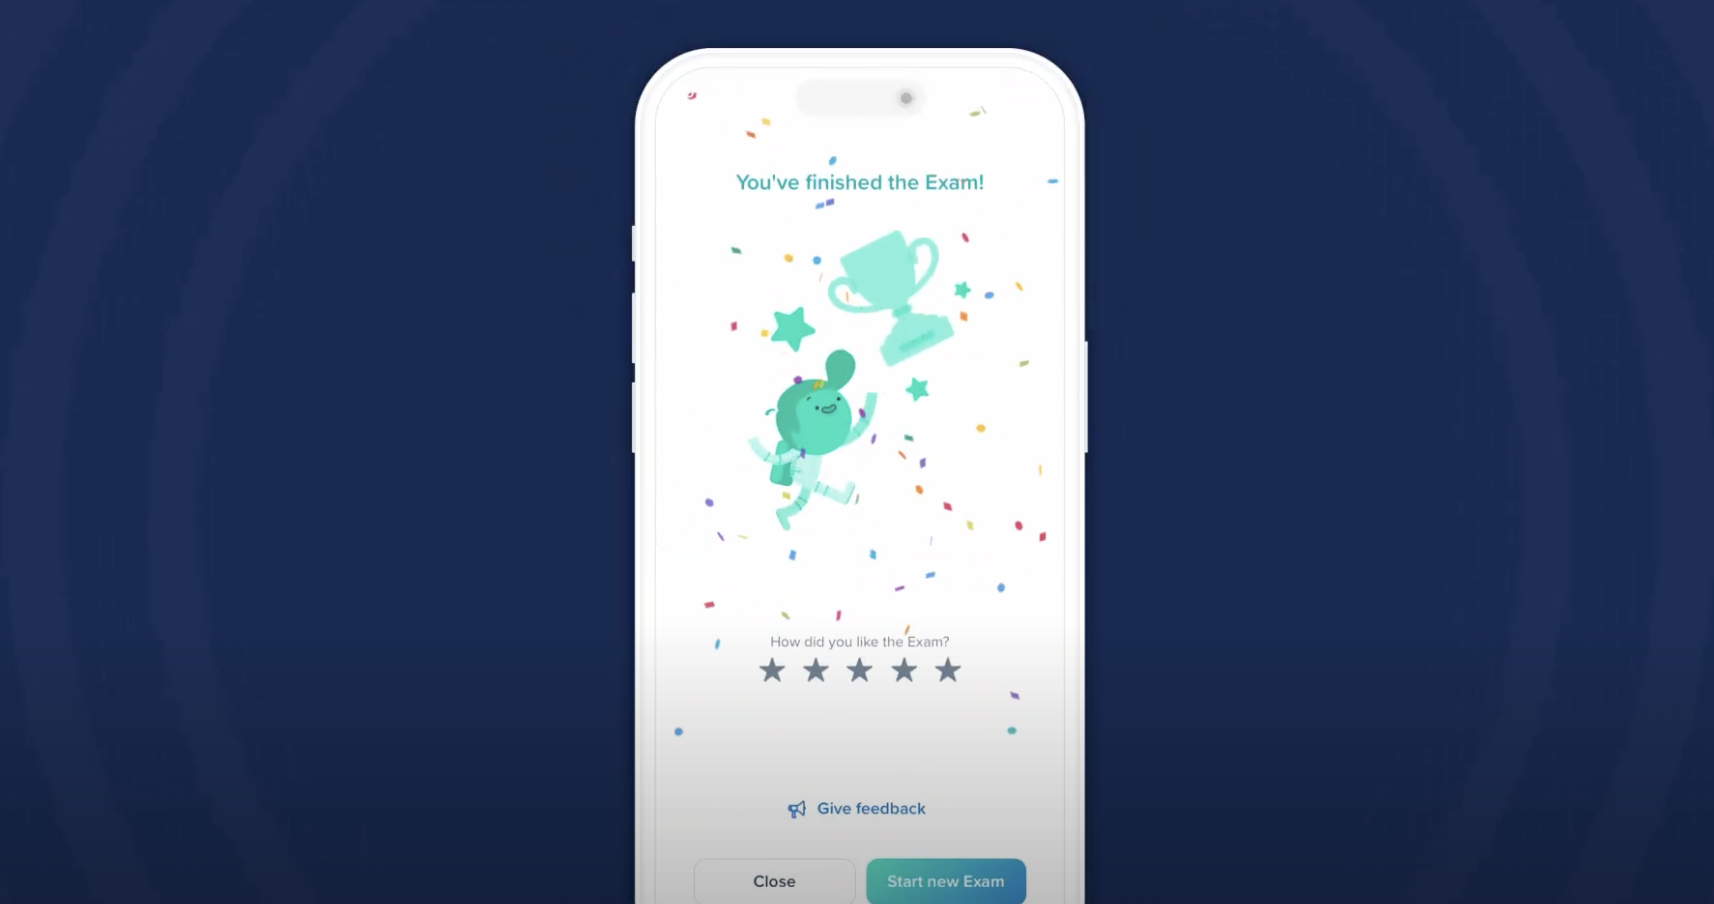 You've finished the Exam!
How did you like the Exam?
Give feedback
Close
Start new Exam